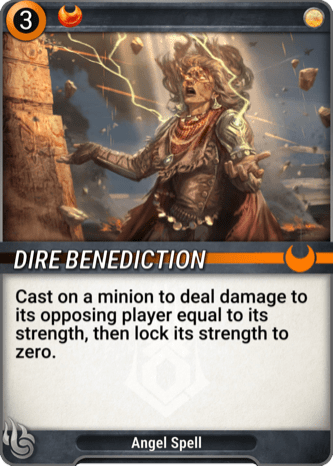 3
DIRE BENEDICTION
Cast on a minion to deal damage to
its opposing player equal to its
strength, then lock its strength to
zero.
Angel Spell